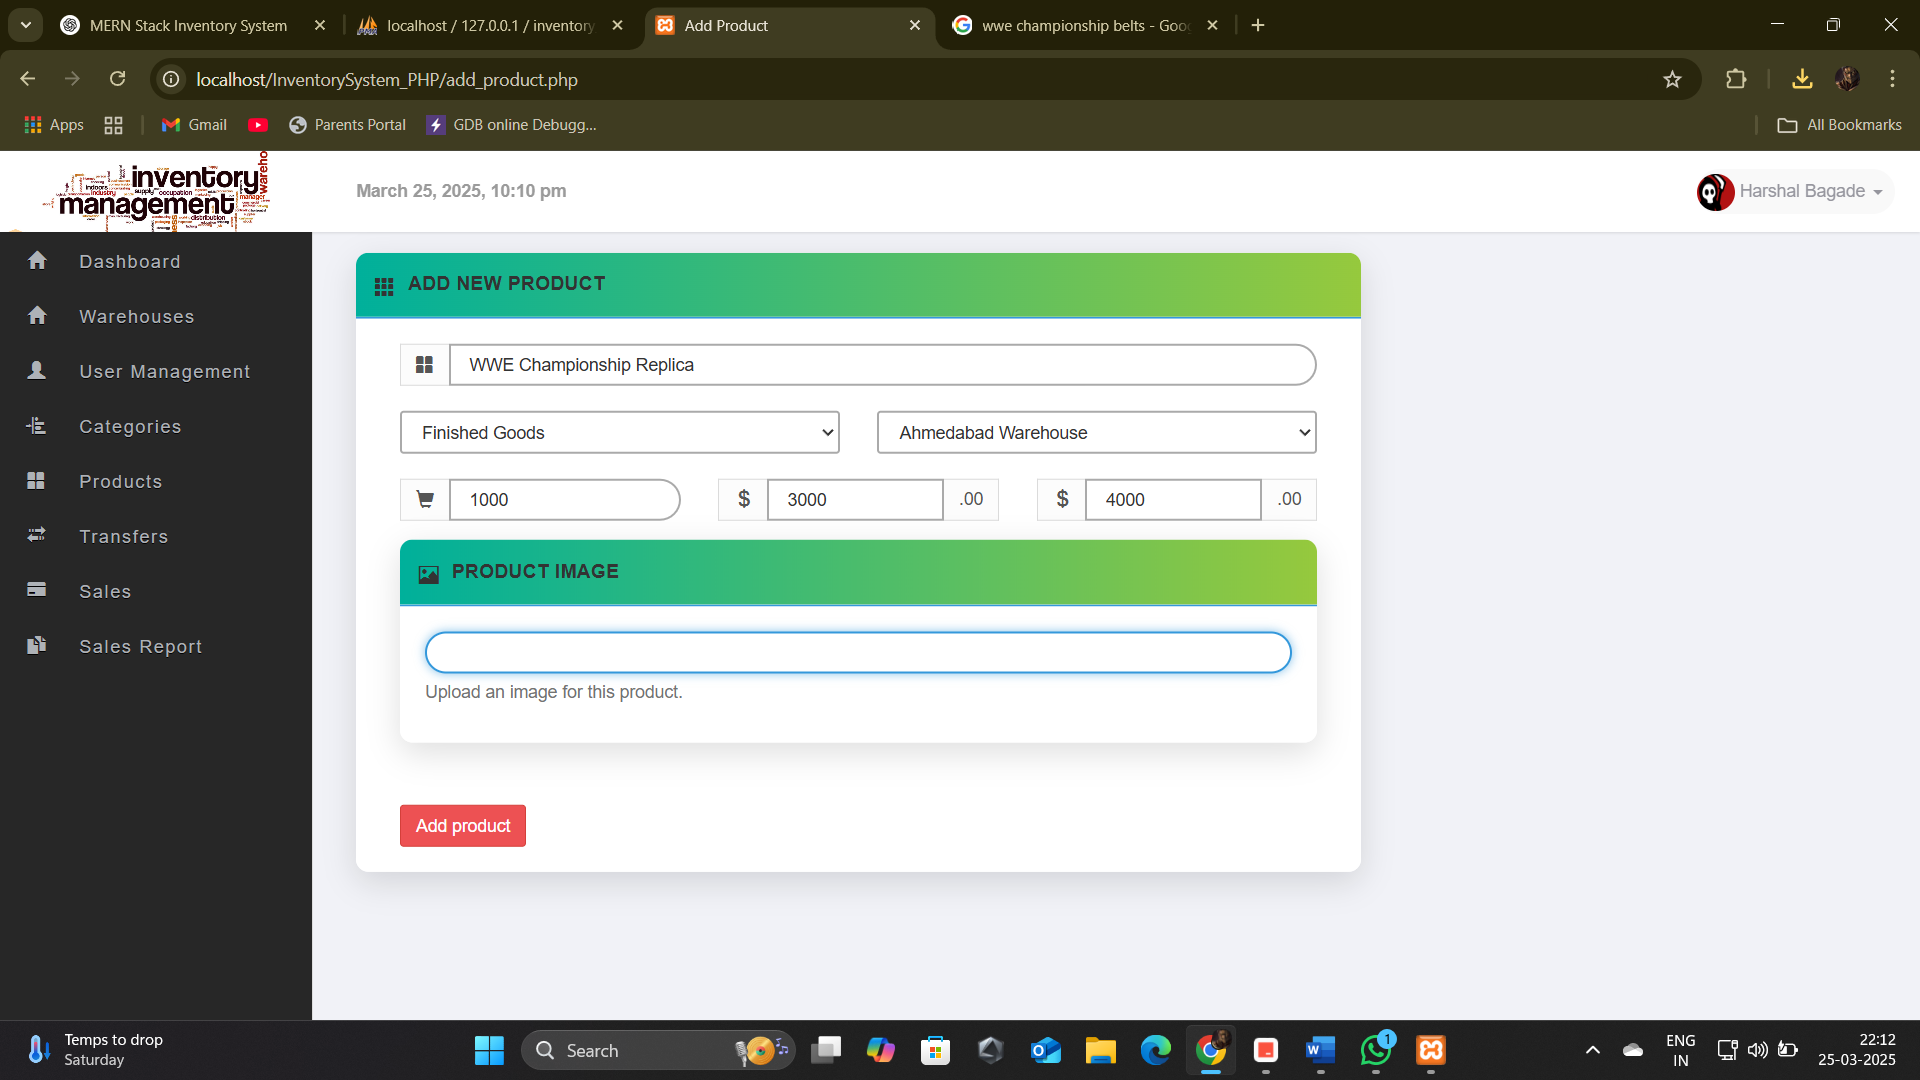 MERN Stack Inventory System
localhost / 127.0.0.1 / inventory
Add Product
wwe championship belts - Goo
localhost/InventorySystem_PHP/add_product.php
Apps
Gmail
Parents Portal
GDB online Debugg...
All Bookmarks
inventory
management
March 25, 2025, 10:10 pm
Harshal Bagade
Dashboard
Warehouses
User Management
Categories
Products
Transfers
Sales
Sales Report
ADD NEW PRODUCT
WWE Championship Replica
Finished Goods
Ahmedabad Warehouse
1000
$ 3000 .00
$ 4000 .00
PRODUCT IMAGE
Upload an image for this product.
Add product
Temps to drop
Saturday
Search
1
ENG
IN
22:12
25-03-2025